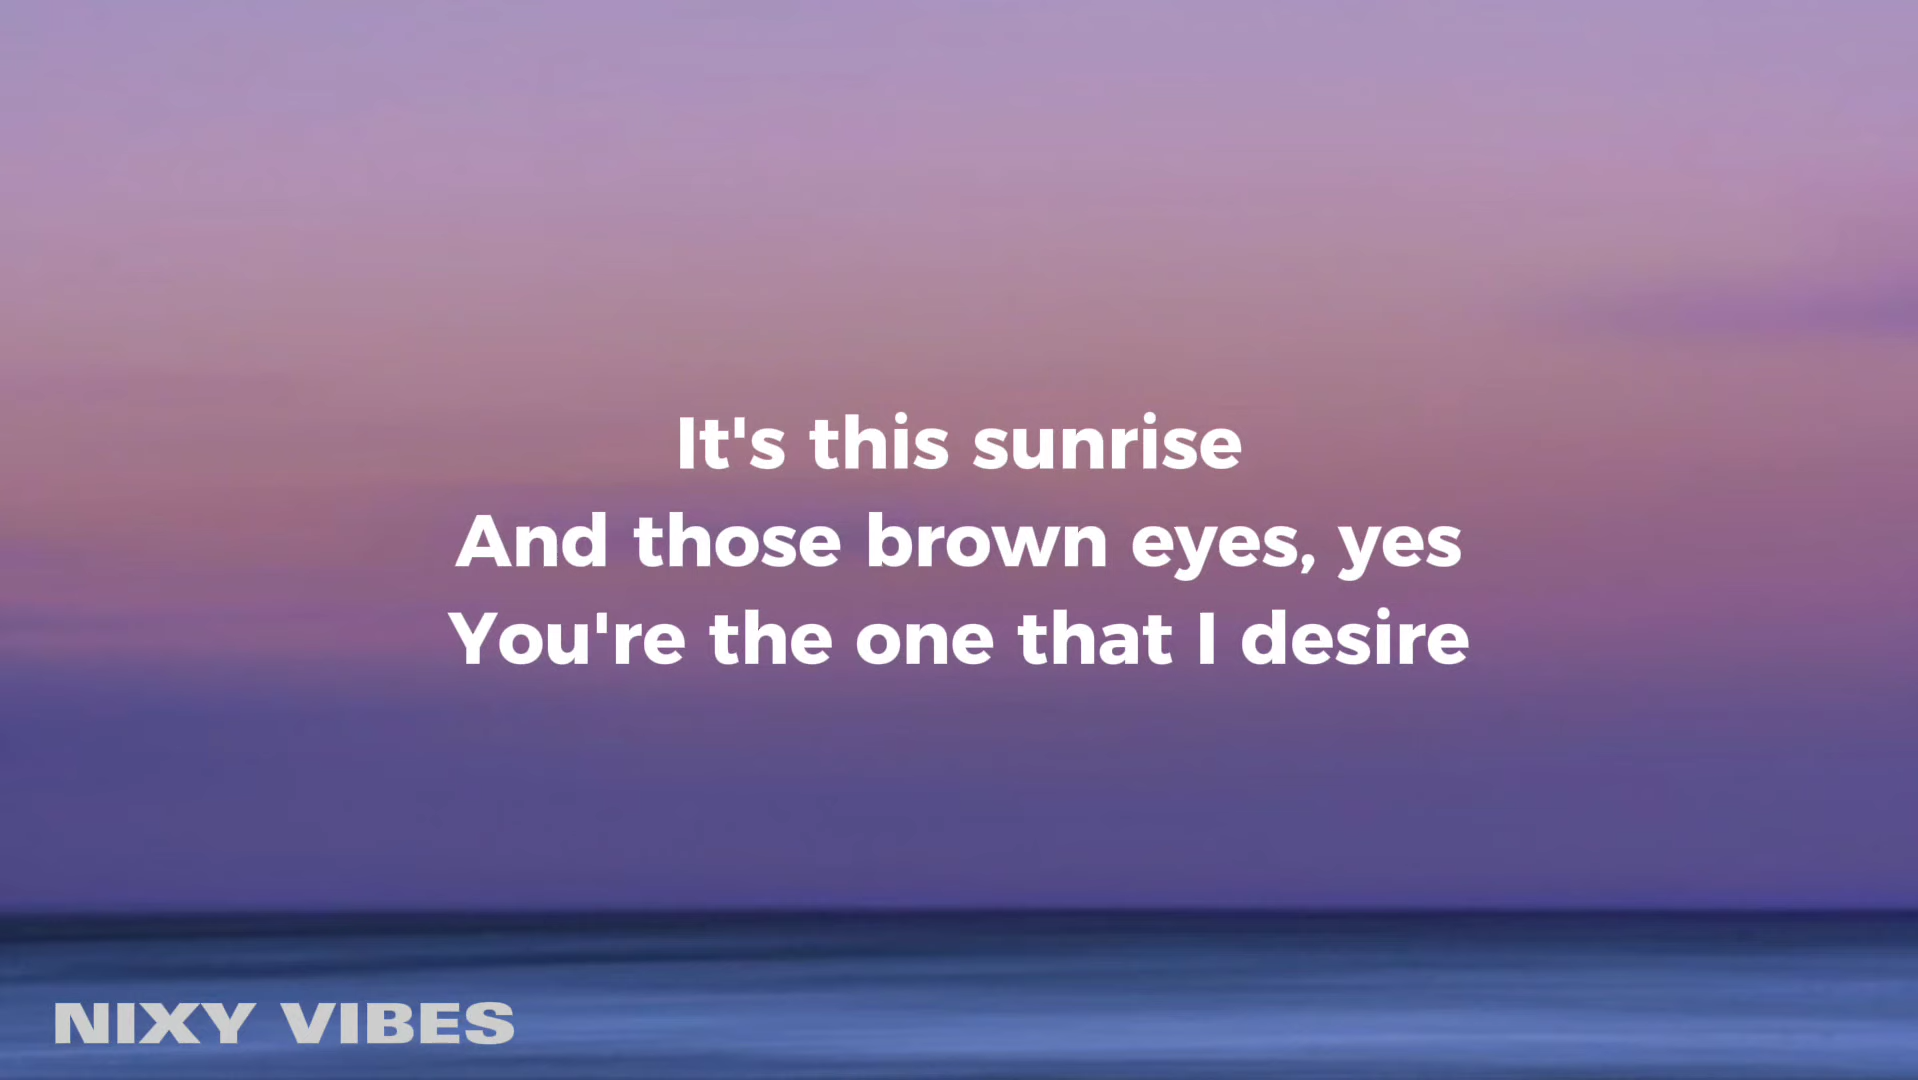 It's this sunrise
And those brown eyes, yes
You're the one that I desire
NIXY VIBES